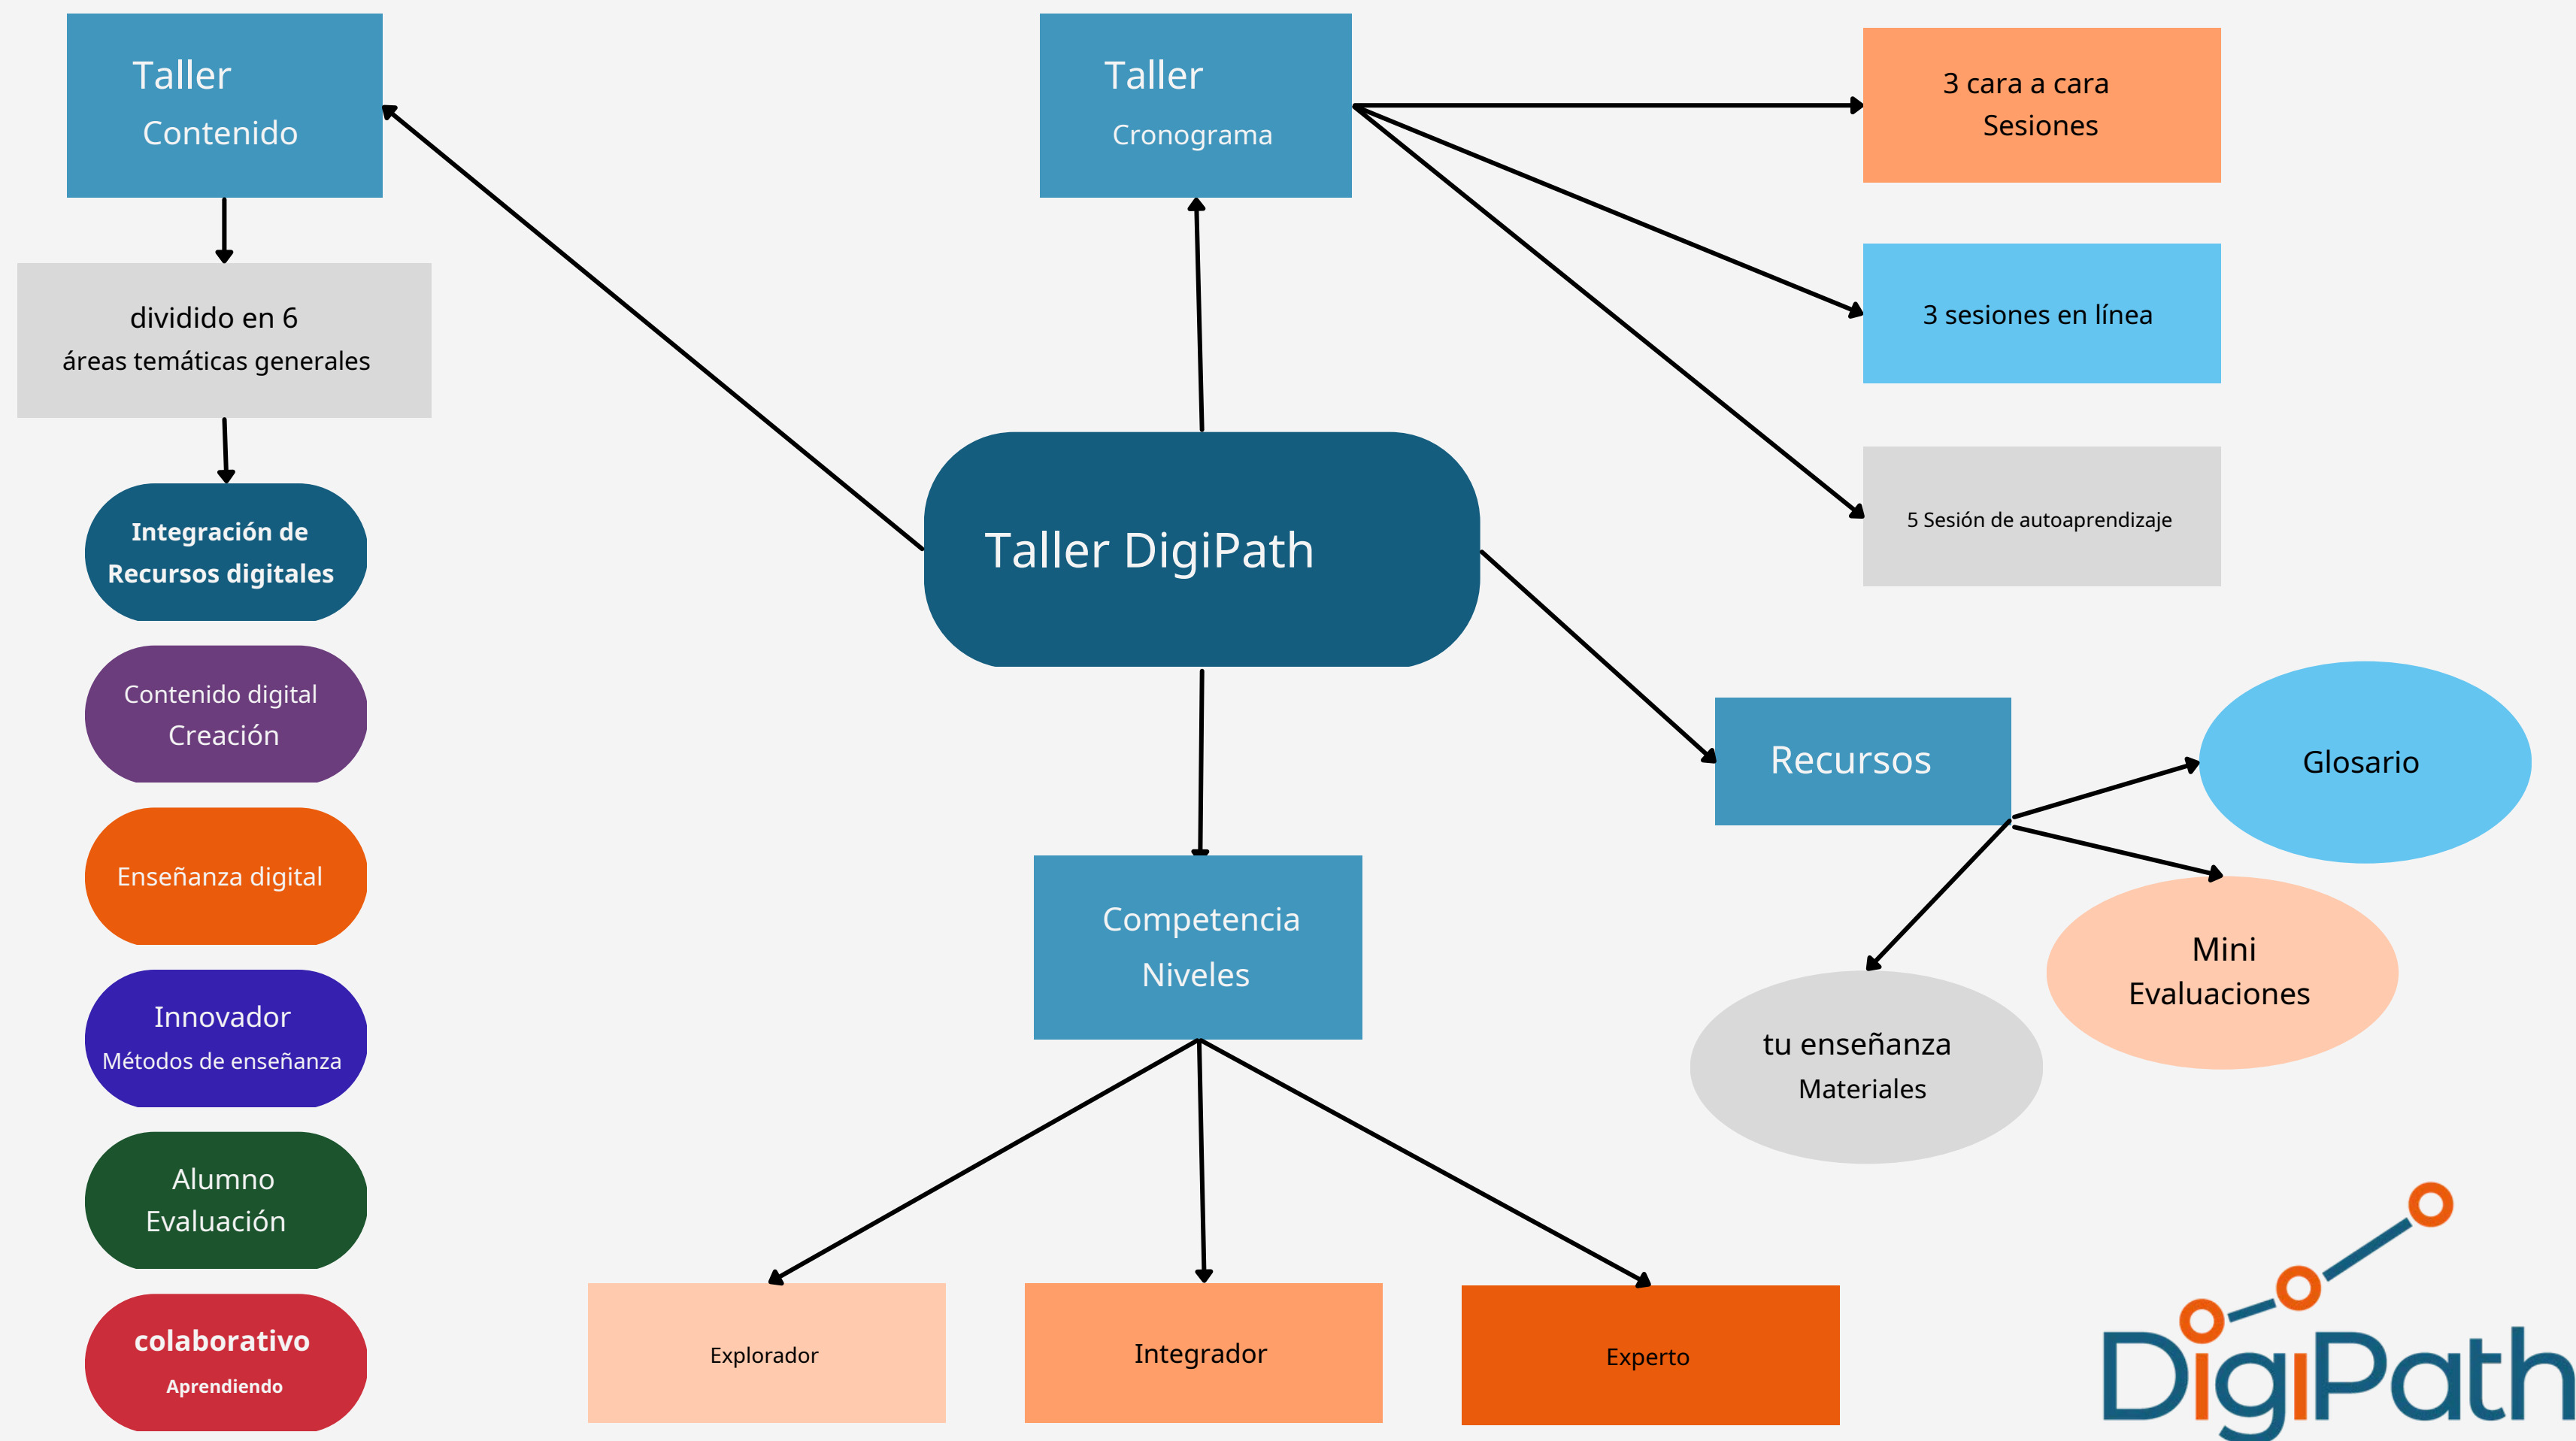 Taller
Contenido
dividido en 6
áreas temáticas generales
Integración de
Recursos digitales
Contenido digital
Creación
Enseñanza digital
Innovador
Métodos de enseñanza
Alumno
Evaluación
colaborativo
Aprendiendo
Taller
Cronograma
3 cara a cara
Sesiones
3 sesiones en línea
5 Sesión de autoaprendizaje
Taller DigiPath
Recursos
Glosario
Mini
Evaluaciones
tu enseñanza
Materiales
Competencia
Niveles
Explorador
Integrador
Experto
DigiPath